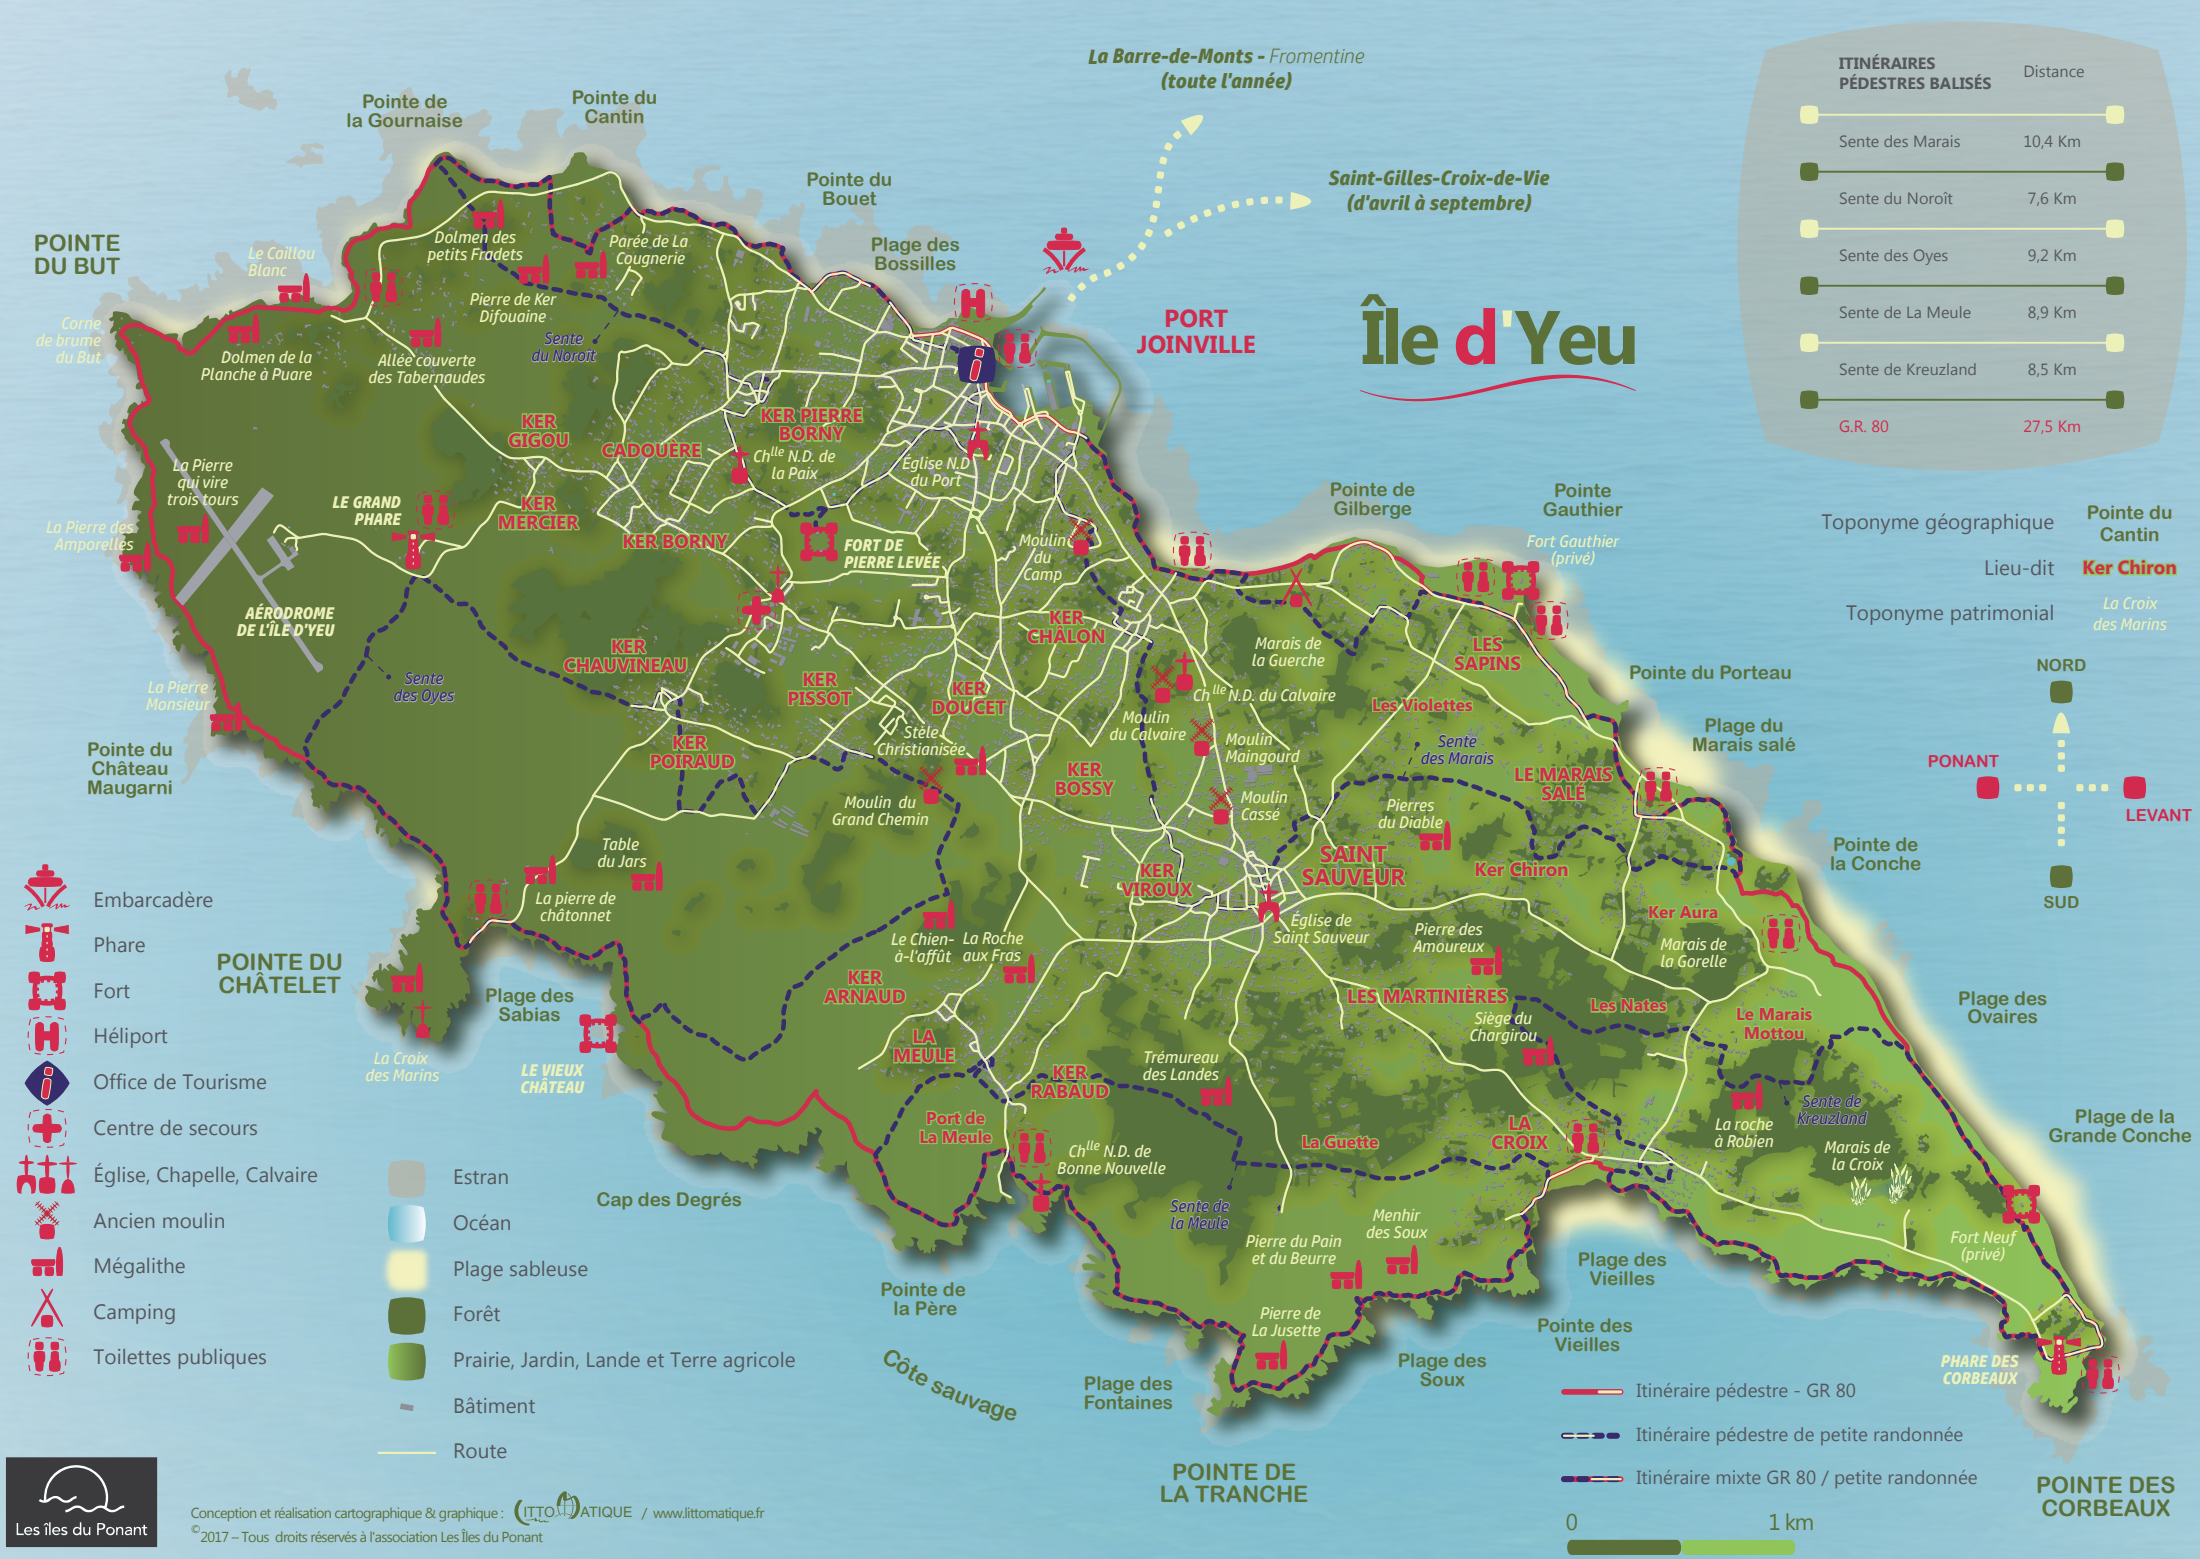 La Barre-de-Monts - Fromentine
(toute l'année)
Saint-Gilles-Croix-de-Vie
(d'avril à septembre)
PORT
JOINVILLE
Île d'Yeu
ITINÉRAIRES
PÉDESTRES BALISÉS
Distance
Sente des Marais 10,4 Km
Sente du Noroît 7,6 Km
Sente des Oyes 9,2 Km
Sente de La Meule 8,9 Km
Sente de Kreuzland 8,5 Km
G.R. 80 27,5 Km
Toponyme géographique
Pointe du
Cantin
Lieu-dit
Ker Chiron
Toponyme patrimonial
La Croix
des Marins
NORD
PONANT
LEVANT
SUD
Pointe de
la Gournaise
Pointe du
Cantin
Pointe du
Bouet
Plage des
Bossilles
POINTE
DU BUT
Le Caillou
Blanc
Corne
de brume
du But
Dolmen des
petits Fradets
Parée de La
Cougnerie
Pierre de Ker
Difouaine
Sente
du Noroit
Dolmen de la
Planche à Puare
Allée couverte
des Tabernaudes
KER
GIGOU
CADOUÈRE
KER PIERRE
BORNY
Chlle N.D. de
la Paix
Église N.D
du Port
La Pierre
qui vire
trois tours
LE GRAND
PHARE
KER
MERCIER
KER BORNY
FORT DE
PIERRE LEVÉE
Moulin
du
Camp
La Pierre des
Amporelles
AÉRODROME
DE L'ÎLE D'YEU
Pointe de
Gilberge
Pointe
Gauthier
Fort Gauthier
(privé)
KER
CHÂLON
Marais de
la Guerche
LES
SAPINS
Pointe du Porteau
KER
CHAUVINEAU
KER
PISSOT
KER
DOUCET
Sente
des Oyes
La Pierre
Monsieur
Chlle N.D. du Calvaire
Les Violettes
Moulin
du Calvaire
Moulin
Maingourd
Plage du
Marais salé
Pointe du
Château
Maugarni
KER
POIRAUD
Stèle
Christianisée
Sente
des Marais
LE MARAIS
SALÉ
KER
BOSSY
Moulin du
Grand Chemin
Moulin
Cassé
Pierres
du Diable
Pointe de
la Conche
Table
du Jars
SAINT
SAUVEUR
KER
VIROUX
Ker Chiron
La pierre de
châtonnet
Ker Aura
Le Chien-
à-l'affût
La Roche
aux Fras
Église de
Saint Sauveur
Pierre des
Amoureux
Marais de
la Gorelle
POINTE DU
CHÂTELET
Plage des
Sabias
KER
ARNAUD
LES MARTINIÈRES
Les Nates
Le Marais
Mottou
Plage des
Ovaires
La Croix
des Marins
LE VIEUX
CHÂTEAU
LA
MEULE
Siège du
Chargirou
KER
RABAUD
Trémureau
des Landes
Sente de
Kreuzland
La roche
à Robien
Marais de
la Croix
Plage de la
Grande Conche
Port de
La Meule
LA
CROIX
La Guette
Chlle N.D. de
Bonne Nouvelle
Cap des Degrés
Sente de
la Meule
Menhir
des Soux
Pierre du Pain
et du Beurre
Fort Neuf
(privé)
Pointe de
la Père
Plage des
Vieilles
Pierre de
La Jusette
Pointe des
Vieilles
Côte sauvage
Plage des
Fontaines
Plage des
Soux
PHARE DES
CORBEAUX
POINTE DE
LA TRANCHE
POINTE DES
CORBEAUX
Embarcadère
Phare
Fort
Héliport
Office de Tourisme
Centre de secours
Église, Chapelle, Calvaire
Ancien moulin
Mégalithe
Camping
Toilettes publiques
Estran
Océan
Plage sableuse
Forêt
Prairie, Jardin, Lande et Terre agricole
Bâtiment
Route
Itinéraire pédestre - GR 80
Itinéraire pédestre de petite randonnée
Itinéraire mixte GR 80 / petite randonnée
0 1 km
Les îles du Ponant
Conception et réalisation cartographique & graphique : LITTOMATIQUE / www.littomatique.fr
©2017 – Tous droits réservés à l'association Les Îles du Ponant